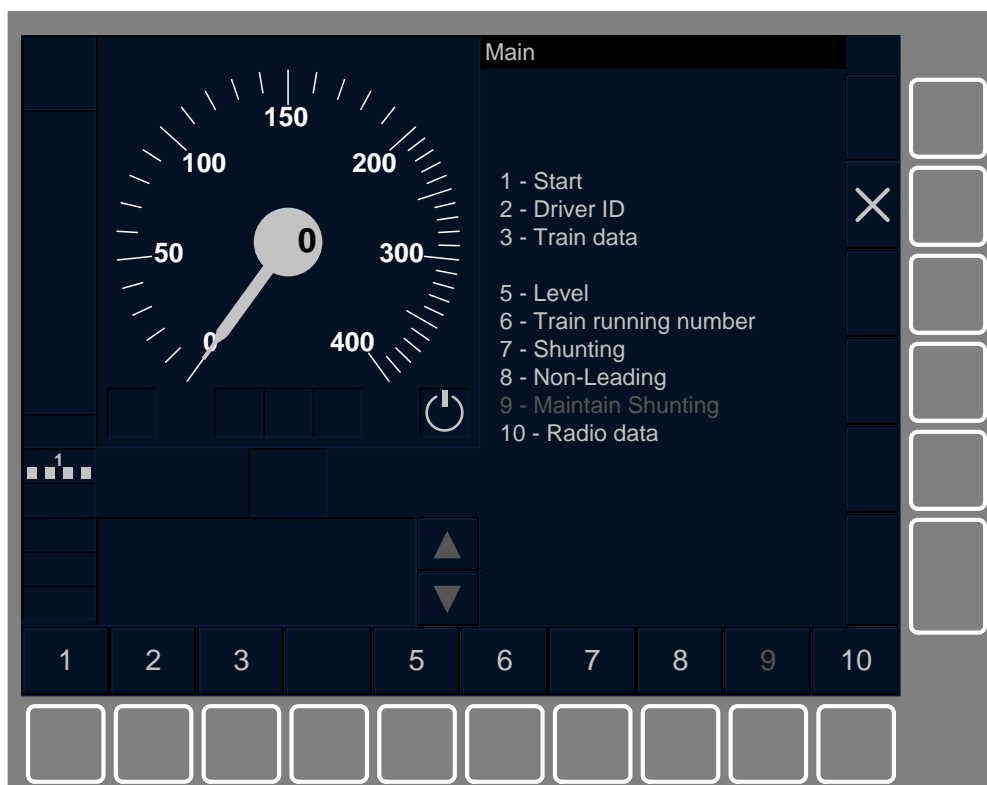 Main
150
100
200
50
0
300
0
400
1 - Start
2 - Driver ID
3 - Train data
5 - Level
6 - Train running number
7 - Shunting
8 - Non-Leading
9 - Maintain Shunting
10 - Radio data
1
1 2 3 5 6 7 8 9 10